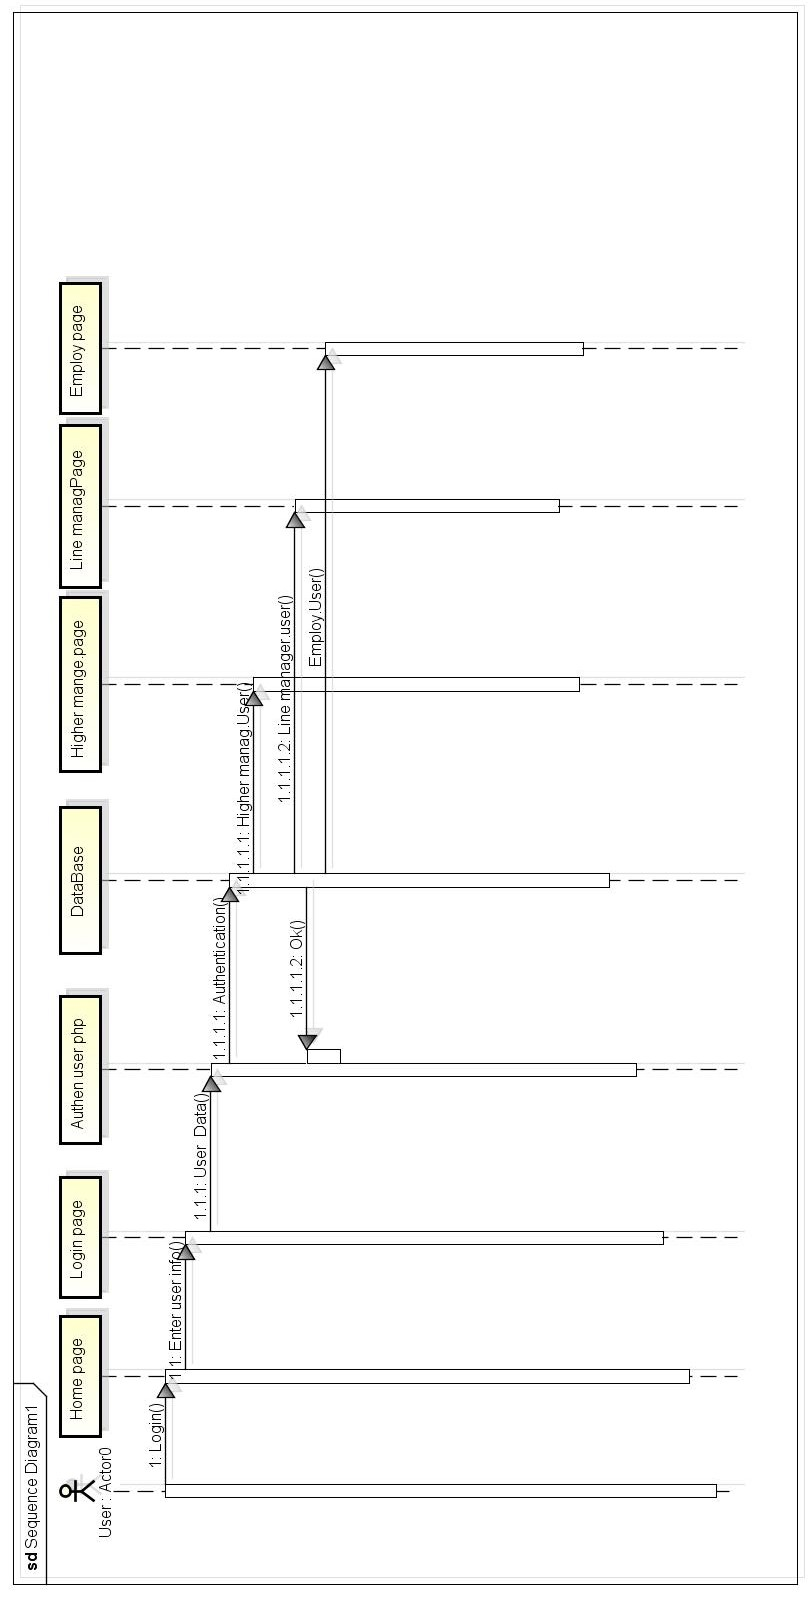 sd Sequence Diagram1
User : Actor0
Home page
Login page
Authen user php
DataBase
Higher mange.page
Line managPage
Employ page
1: Login()
1.1: Enter user info()
1.1.1: User Data()
1.1.1.1: Authentication()
1.1.1.1.1: Higher manag.User()
1.1.1.1.2: Line manager.user()
1.1.1.1.2: Ok()
Employ.User()